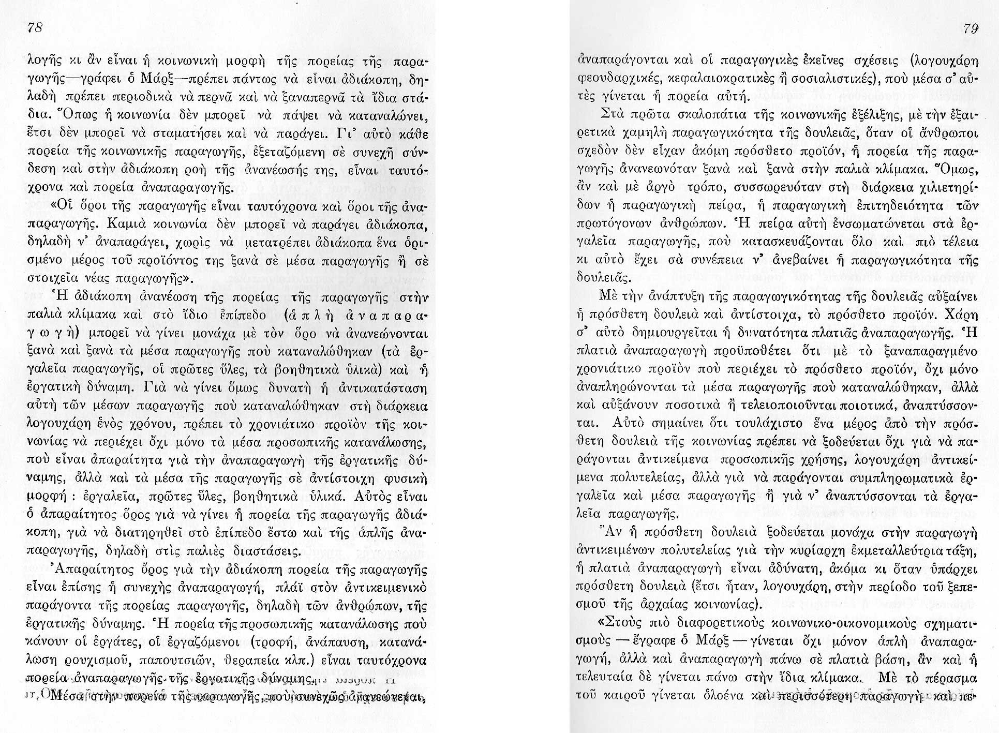 78
λογῆς κι ἂν εἶναι ἡ κοινωνικὴ μορφὴ τῆς πορείας τῆς παρα-
γωγῆς—γράφει ὁ Μάρξ—πρέπει πάντως νὰ εἶναι ἀδιάκοπη, δη-
λαδὴ πρέπει περιοδικὰ νὰ περνᾶ καὶ νὰ ξαναπερνᾶ τὰ ἴδια στά-
δια. Ὅπως ἡ κοινωνία δὲν μπορεῖ νὰ πάψει νὰ καταναλώνει,
ἔτσι δὲν μπορεῖ νὰ σταματήσει καὶ νὰ παράγει. Γι᾿ αὐτὸ κάθε
πορεία τῆς κοινωνικῆς παραγωγῆς, ἐξεταζόμενη σὲ συνεχῆ σύν-
δεση καὶ στὴν ἀδιάκοπη ροὴ τῆς ἀνανέωσής της, εἶναι ταυτό-
χρονα καὶ πορεία ἀναπαραγωγῆς.
«Οἱ ὅροι τῆς παραγωγῆς εἶναι ταυτόχρονα καὶ ὅροι τῆς ἀνα-
παραγωγῆς. Καμιὰ κοινωνία δὲν μπορεῖ νὰ παράγει ἀδιάκοπα,
δηλαδὴ ν᾿ ἀναπαράγει, χωρὶς νὰ μετατρέπει ἀδιάκοπα ἕνα ὁρι-
σμένο μέρος τοῦ προϊόντος της ξανὰ σὲ μέσα παραγωγῆς ἢ σὲ
στοιχεῖα νέας παραγωγῆς».
Ἡ ἀδιάκοπη ἀνανέωση τῆς πορείας τῆς παραγωγῆς στὴν
παλιὰ κλίμακα καὶ στὸ ἴδιο ἐπίπεδο (ἁ π λ ὴ ἀ ν α π α ρ α-
γ ω γ ὴ) μπορεῖ νὰ γίνει μονάχα μὲ τὸν ὅρο νὰ ἀνανεώνονται
ξανὰ καὶ ξανὰ τὰ μέσα παραγωγῆς ποὺ καταναλώθηκαν (τὰ ἐρ-
γαλεῖα παραγωγῆς, οἱ πρῶτες ὕλες, τὰ βοηθητικὰ ὑλικὰ) καὶ ἡ
ἐργατικὴ δύναμη. Γιὰ νὰ γίνει ὅμως δυνατὴ ἡ ἀντικατάσταση
αὐτὴ τῶν μέσων παραγωγῆς ποὺ καταναλώθηκαν στὴ διάρκεια
λογουχάρη ἑνὸς χρόνου, πρέπει τὸ χρονιάτικο προϊὸν τῆς κοι-
νωνίας νὰ περιέχει ὄχι μόνο τὰ μέσα προσωπικῆς κατανάλωσης,
ποὺ εἶναι ἀπαραίτητα γιὰ τὴν ἀναπαραγωγὴ τῆς ἐργατικῆς δύ-
ναμης, ἀλλὰ καὶ τὰ μέσα τῆς παραγωγῆς σὲ ἀντίστοιχη φυσικὴ
μορφή : ἐργαλεῖα, πρῶτες ὕλες, βοηθητικὰ ὑλικά. Αὐτὸς εἶναι
ὁ ἀπαραίτητος ὅρος γιὰ νὰ γίνει ἡ πορεία τῆς παραγωγῆς ἀδιά-
κοπη, γιὰ νὰ διατηρηθεῖ στὸ ἐπίπεδο ἔστω καὶ τῆς ἁπλῆς ἀνα-
παραγωγῆς, δηλαδὴ στὶς παλιὲς διαστάσεις.
Ἀπαραίτητος ὅρος γιὰ τὴν ἀδιάκοπη πορεία τῆς παραγωγῆς
εἶναι ἐπίσης ἡ συνεχὴς ἀναπαραγωγή, πλάϊ στὸν ἀντικειμενικὸ
παράγοντα τῆς πορείας παραγωγῆς, δηλαδὴ τῶν ἀνθρώπων, τῆς
ἐργατικῆς δύναμης. Ἡ πορεία τῆς προσωπικῆς κατανάλωσης ποὺ
κάνουν οἱ ἐργάτες, οἱ ἐργαζόμενοι (τροφή, ἀνάπαυση, κατανά-
λωση ρουχισμοῦ, παπουτσιῶν, θεραπεία κλπ.) εἶναι ταυτόχρονα
πορεία ἀναπαραγωγῆς τῆς ἐργατικῆς δύναμης.
Μέσα στὴν πορεία τῆς παραγωγῆς, ποὺ συνεχῶς ἀνανεώνεται,
79
ἀναπαράγονται καὶ οἱ παραγωγικὲς ἐκεῖνες σχέσεις (λογουχάρη
φεουδαρχικές, κεφαλαιοκρατικὲς ἢ σοσιαλιστικές), ποὺ μέσα σ᾿ αὐ-
τὲς γίνεται ἡ πορεία αὐτή.
Στὰ πρῶτα σκαλοπάτια τῆς κοινωνικῆς ἐξέλιξης, μὲ τὴν ἐξαι-
ρετικὰ χαμηλὴ παραγωγικότητα τῆς δουλειᾶς, ὅταν οἱ ἄνθρωποι
σχεδὸν δὲν εἶχαν ἀκόμη πρόσθετο προϊόν, ἡ πορεία τῆς παρα-
γωγῆς ἀνανεωνόταν ξανὰ καὶ ξανὰ στὴν παλιὰ κλίμακα. Ὅμως,
ἂν καὶ μὲ ἀργὸ τρόπο, συσσωρευόταν στὴ διάρκεια χιλιετηρί-
δων ἡ παραγωγικὴ πείρα, ἡ παραγωγικὴ ἐπιτηδειότητα τῶν
πρωτόγονων ἀνθρώπων. Ἡ πείρα αὐτὴ ἐνσωματώνεται στὰ ἐρ-
γαλεῖα παραγωγῆς, ποὺ κατασκευάζονται ὅλο καὶ πιὸ τέλεια
κι αὐτὸ ἔχει σὰ συνέπεια ν᾿ ἀνεβαίνει ἡ παραγωγικότητα τῆς
δουλειᾶς.
Μὲ τὴν ἀνάπτυξη τῆς παραγωγικότητας τῆς δουλειᾶς αὐξαίνει
ἡ πρόσθετη δουλειὰ καὶ ἀντίστοιχα, τὸ πρόσθετο προϊόν. Χάρη
σ᾿ αὐτὸ δημιουργεῖται ἡ δυνατότητα πλατιᾶς ἀναπαραγωγῆς. Ἡ
πλατιὰ ἀναπαραγωγὴ προϋποθέτει ὅτι μὲ τὸ ξαναπαραγμένο
χρονιάτικο προϊὸν ποὺ περιέχει τὸ πρόσθετο προϊόν, ὄχι μόνο
ἀναπληρώνονται τὰ μέσα παραγωγῆς ποὺ καταναλώθηκαν, ἀλλὰ
καὶ αὐξάνουν ποσοτικὰ ἢ τελειοποιοῦνται ποιοτικά, ἀναπτύσσον-
ται. Αὐτὸ σημαίνει ὅτι τουλάχιστο ἕνα μέρος ἀπὸ τὴν πρόσ-
θετη δουλειὰ τῆς κοινωνίας πρέπει νὰ ξοδεύεται ὄχι γιὰ νὰ πα-
ράγονται ἀντικείμενα προσωπικῆς χρήσης, λογουχάρη ἀντικεί-
μενα πολυτελείας, ἀλλὰ γιὰ νὰ παράγονται συμπληρωματικὰ ἐρ-
γαλεῖα καὶ μέσα παραγωγῆς ἢ γιὰ ν᾿ ἀναπτύσσονται τὰ ἐργα-
λεῖα παραγωγῆς.
Ἂν ἡ πρόσθετη δουλειὰ ξοδεύεται μονάχα στὴν παραγωγὴ
ἀντικειμένων πολυτελείας γιὰ τὴν κυρίαρχη ἐκμεταλλεύτρια τάξη,
ἡ πλατιὰ ἀναπαραγωγὴ εἶναι ἀδύνατη, ἀκόμα κι ὅταν ὑπάρχει
πρόσθετη δουλειὰ (ἔτσι ἦταν, λογουχάρη, στὴν περίοδο τοῦ ξεπε-
σμοῦ τῆς ἀρχαίας κοινωνίας).
«Στοὺς πιὸ διαφορετικοὺς κοινωνικο-οικονομικοὺς σχηματι-
σμοὺς — ἔγραφε ὁ Μάρξ — γίνεται ὄχι μόνον ἁπλὴ ἀναπαρα-
γωγή, ἀλλὰ καὶ ἀναπαραγωγὴ πάνω σὲ πλατιὰ βάση, ἂν καὶ ἡ
τελευταία δὲ γίνεται πάνω στὴν ἴδια κλίμακα. Μὲ τὸ πέρασμα
τοῦ καιροῦ γίνεται ὁλοένα καὶ περισσότερη παραγωγὴ καὶ πε-